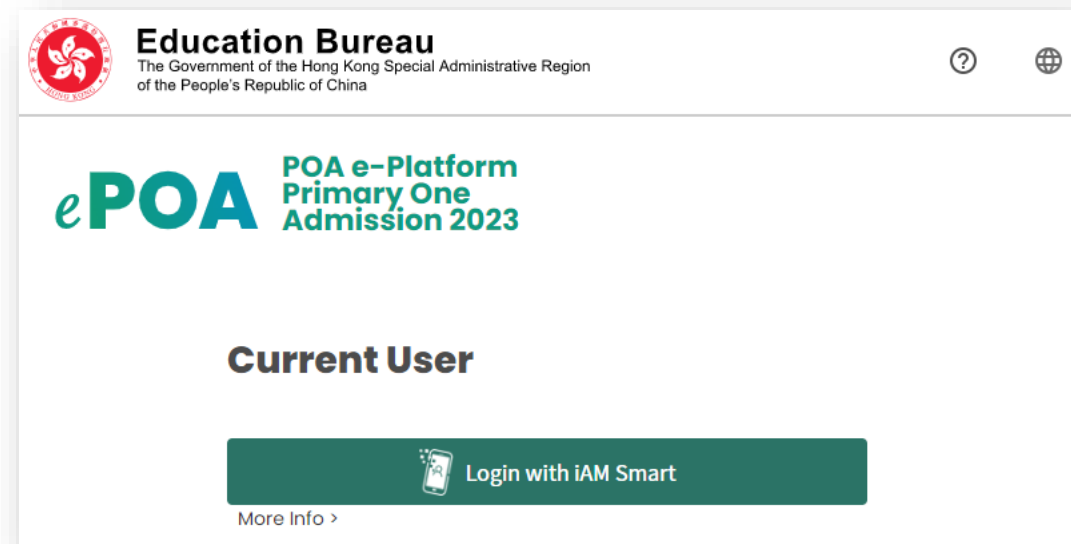 Education Bureau
The Government of the Hong Kong Special Administrative Region
of the People's Republic of China
ePOA
POA e-Platform
Primary One
Admission 2023
Current User
Login with iAM Smart
More Info >